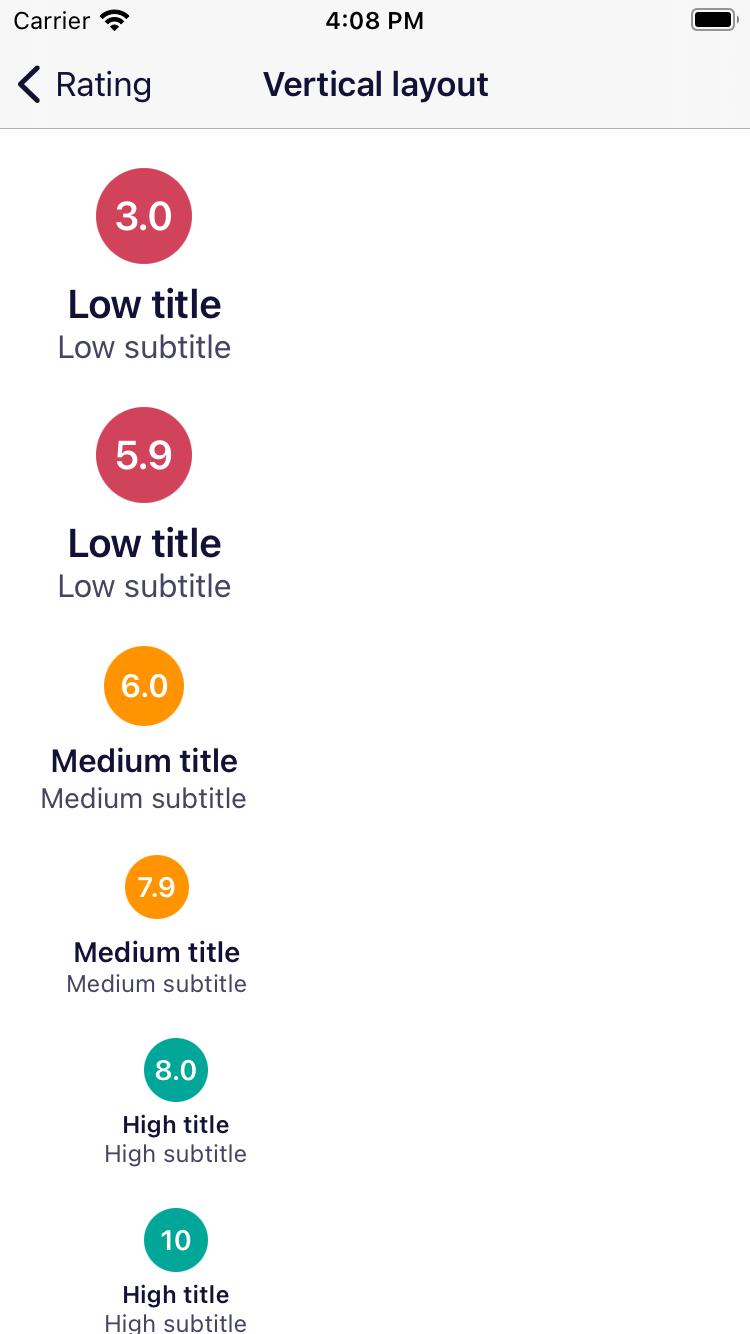 Carrier 4:08 PM
Rating Vertical layout
3.0
Low title
Low subtitle
5.9
Low title
Low subtitle
6.0
Medium title
Medium subtitle
7.9
Medium title
Medium subtitle
8.0
High title
High subtitle
10
High title
High subtitle